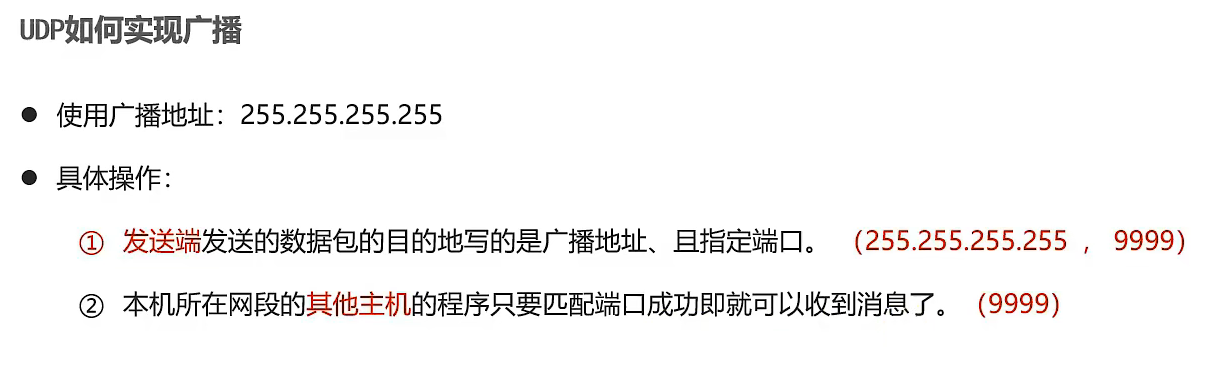 UDP如何实现广播
● 使用广播地址：255.255.255.255
● 具体操作：
① 发送端发送的数据包的目的地写的是广播地址、且指定端口。（255.255.255.255 ， 9999）
② 本机所在网段的其他主机的程序只要匹配端口成功即就可以收到消息了。（9999）